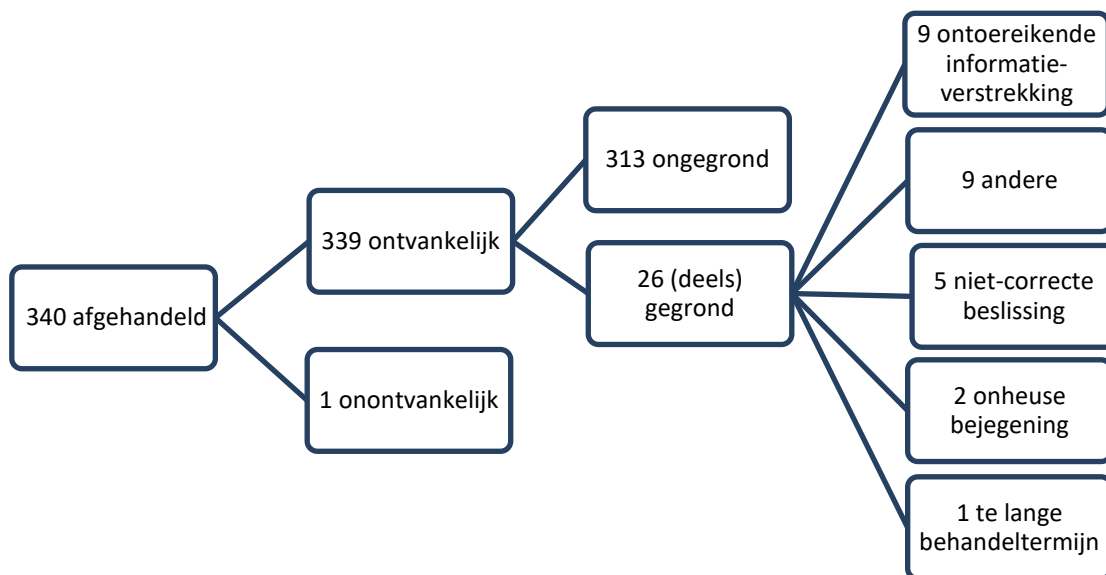 340 afgehandeld
339 ontvankelijk
1 onontvankelijk
313 ongegrond
26 (deels)
gegrond
9 ontoereikende
informatie-
verstrekking
9 andere
5 niet-correcte
beslissing
2 onheuse
bejegening
1 te lange
behandeltermijn